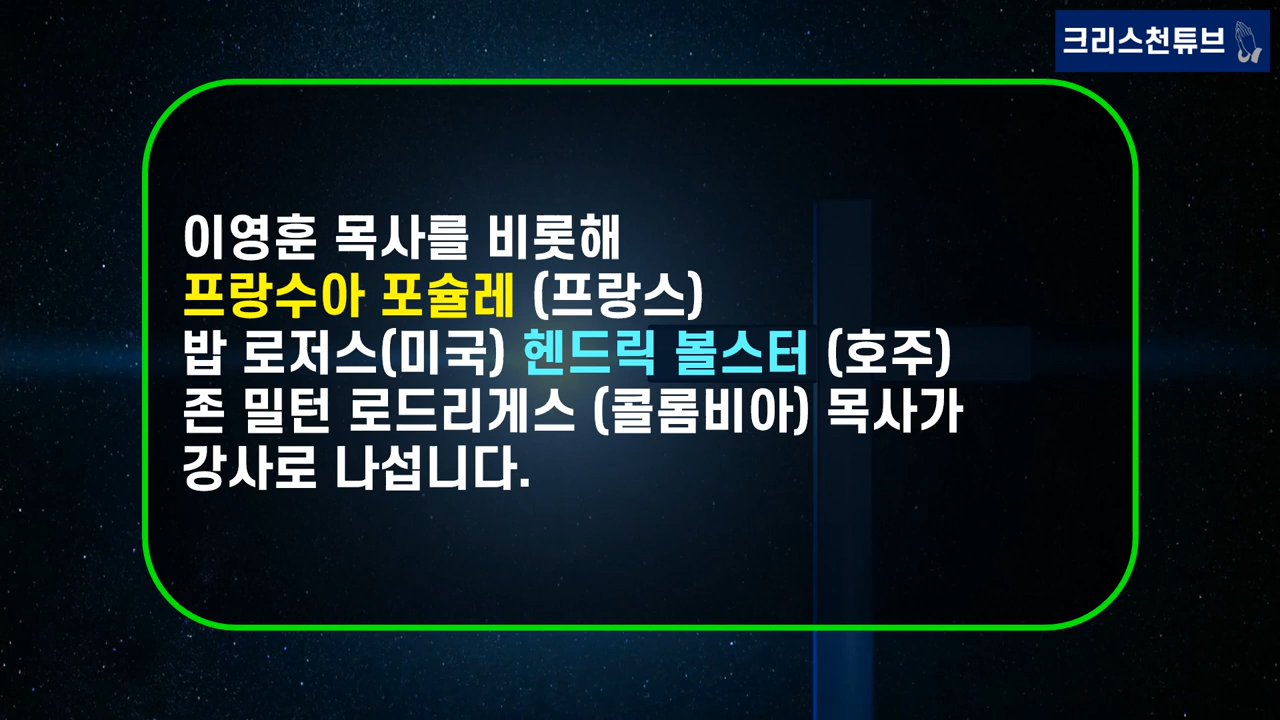 크리스천튜브
이영훈 목사를 비롯해
프랑수아 포슐레 (프랑스)
밥 로저스(미국) 헨드릭 볼스터 (호주)
존 밀턴 로드리게스 (콜롬비아) 목사가
강사로 나섭니다.